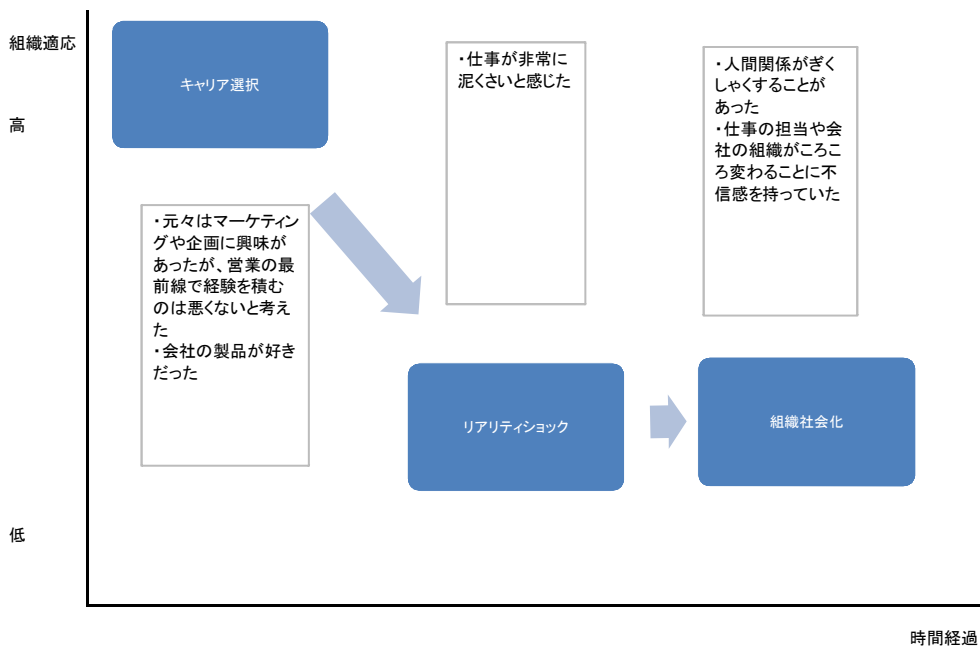 組織適応
高
低
キャリア選択
・元々はマーケティン
グや企画に興味が
あったが、営業の最
前線で経験を積む
のは悪くないと考え
た
・会社の製品が好き
だった
・仕事が非常に
泥くさいと感じた
リアリティショック
・人間関係がぎく
しゃくすることが
あった
・仕事の担当や会
社の組織がころこ
ろ変わることに不
信感を持っていた
組織社会化
時間経過